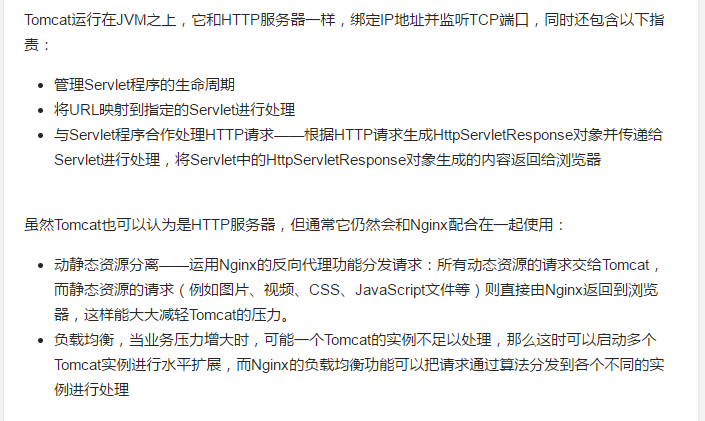 Tomcat运行在JVM之上，它和HTTP服务器一样，绑定IP地址并监听TCP端口，同时还包含以下指
责：
管理Servlet程序的生命周期
将URL映射到指定的Servlet进行处理
与Servlet程序合作处理HTTP请求——根据HTTP请求生成HttpServletResponse对象并传递给
Servlet进行处理，将Servlet中的HttpServletResponse对象生成的内容返回给浏览器
虽然Tomcat也可以认为是HTTP服务器，但通常它仍然会和Nginx配合在一起使用：
动静态资源分离——运用Nginx的反向代理功能分发请求：所有动态资源的请求交给Tomcat，
而静态资源的请求（例如图片、视频、CSS、JavaScript文件等）则直接由Nginx返回到浏览
器，这样能大大减轻Tomcat的压力。
负载均衡，当业务压力增大时，可能一个Tomcat的实例不足以处理，那么这时可以启动多个
Tomcat实例进行水平扩展，而Nginx的负载均衡功能可以把请求通过算法分发到各个不同的实
例进行处理